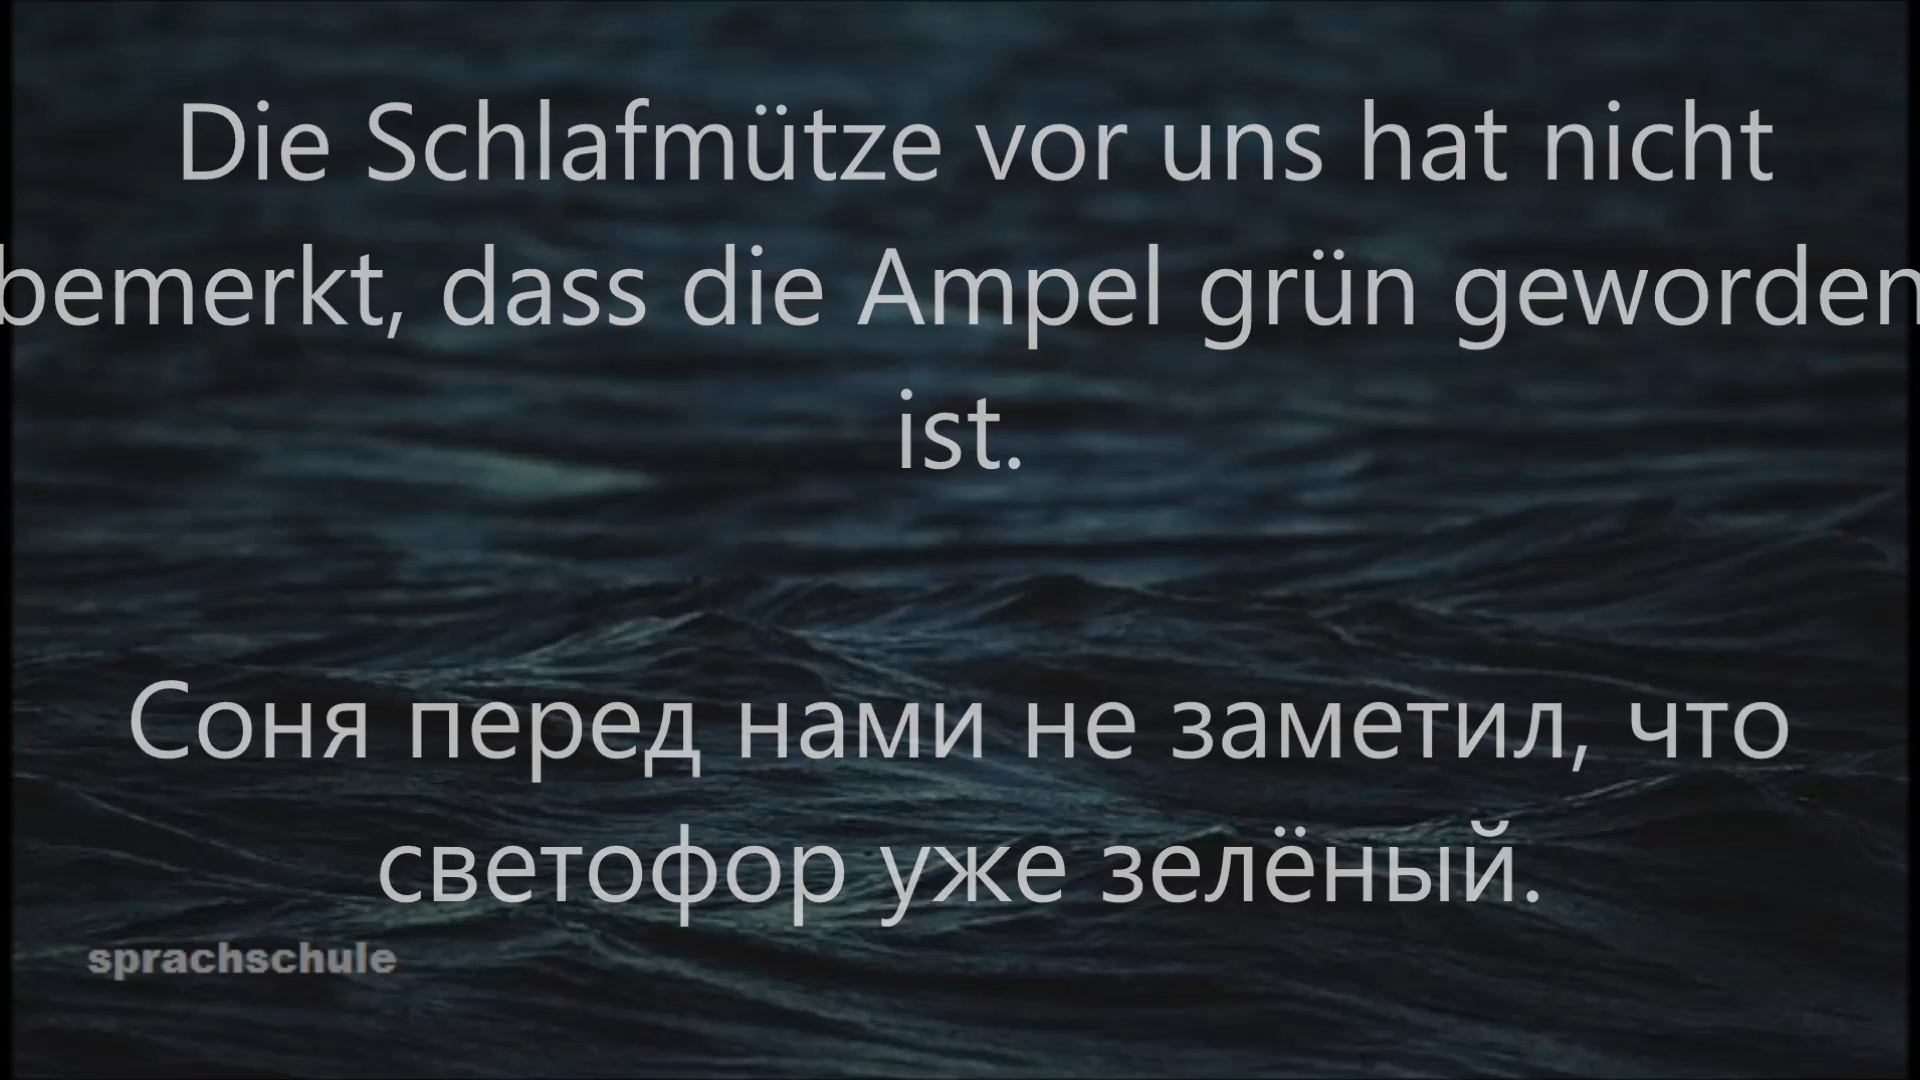 Die Schlafmütze vor uns hat nicht
bemerkt, dass die Ampel grün geworden
ist.
Соня перед нами не заметил, что
светофор уже зелёный.
sprachschule